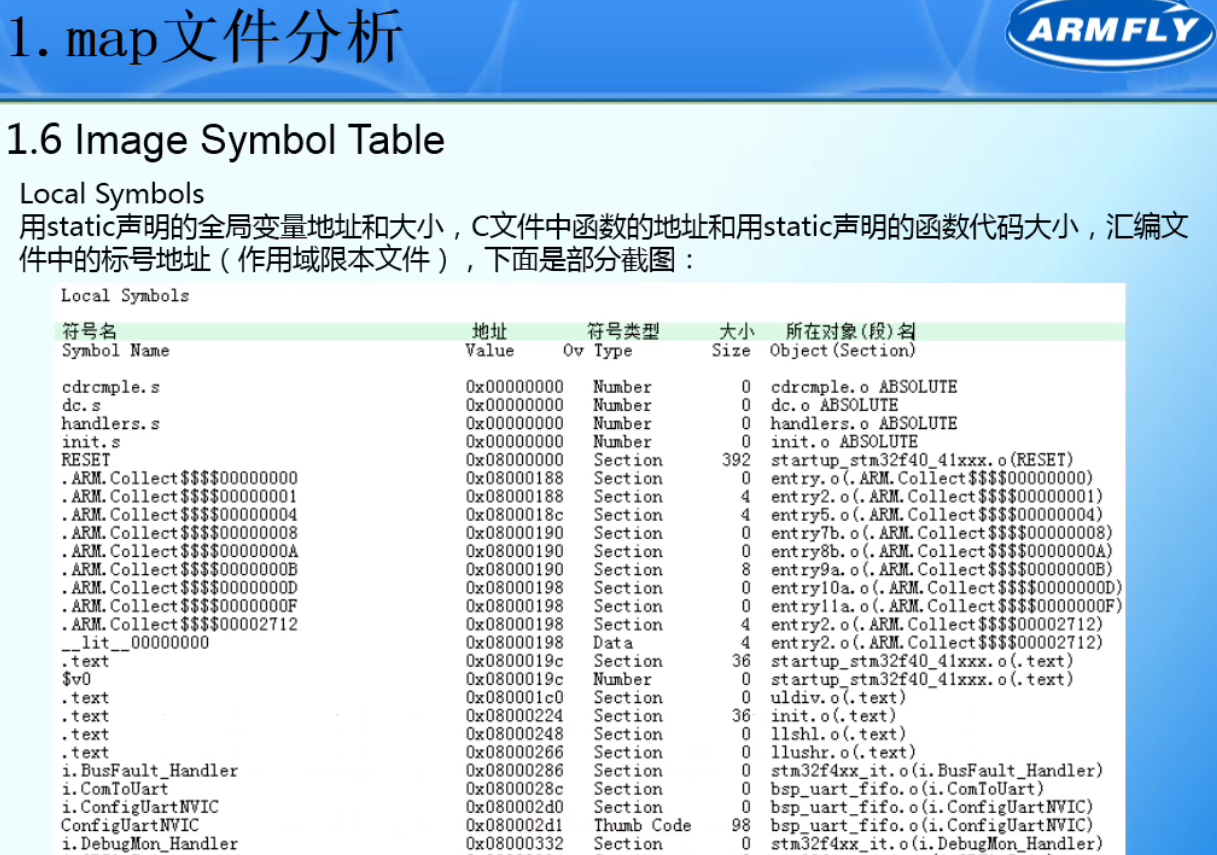 1.map文件分析
ARMFLY
1.6 Image Symbol Table
Local Symbols
用static声明的全局变量地址和大小，C文件中函数的地址和用static声明的函数代码大小，汇编文
件中的标号地址（作用域限本文件），下面是部分截图：
Local Symbols
符号名 地址 符号类型 大小 所在对象(段)名
Symbol Name Value Ov Type Size Object(Section)
cdrcmple.s 0x00000000 Number 0 cdrcmple.o ABSOLUTE
dc.s 0x00000000 Number 0 dc.o ABSOLUTE
handlers.s 0x00000000 Number 0 handlers.o ABSOLUTE
init.s 0x00000000 Number 0 init.o ABSOLUTE
RESET 0x08000000 Section 392 startup_stm32f40_41xxx.o(RESET)
.ARM.Collect$$$$00000000 0x08000188 Section 0 entry.o(.ARM.Collect$$$$00000000)
.ARM.Collect$$$$00000001 0x08000188 Section 4 entry2.o(.ARM.Collect$$$$00000001)
.ARM.Collect$$$$00000004 0x0800018c Section 4 entry5.o(.ARM.Collect$$$$00000004)
.ARM.Collect$$$$00000008 0x08000190 Section 0 entry7b.o(.ARM.Collect$$$$00000008)
.ARM.Collect$$$$0000000A 0x08000190 Section 0 entry8b.o(.ARM.Collect$$$$0000000A)
.ARM.Collect$$$$0000000B 0x08000190 Section 8 entry9a.o(.ARM.Collect$$$$0000000B)
.ARM.Collect$$$$0000000D 0x08000198 Section 0 entry10a.o(.ARM.Collect$$$$0000000D)
.ARM.Collect$$$$0000000F 0x08000198 Section 0 entry11a.o(.ARM.Collect$$$$0000000F)
.ARM.Collect$$$$00002712 0x08000198 Section 4 entry2.o(.ARM.Collect$$$$00002712)
__lit__00000000 0x08000198 Data 4 entry2.o(.ARM.Collect$$$$00002712)
.text 0x0800019c Section 36 startup_stm32f40_41xxx.o(.text)
$v0 0x0800019c Number 0 startup_stm32f40_41xxx.o(.text)
.text 0x080001c0 Section 0 uldiv.o(.text)
.text 0x08000224 Section 36 init.o(.text)
.text 0x08000248 Section 0 llshl.o(.text)
.text 0x08000266 Section 0 llushr.o(.text)
i.BusFault_Handler 0x08000286 Section 0 stm32f4xx_it.o(i.BusFault_Handler)
i.ComToUart 0x0800028c Section 0 bsp_uart_fifo.o(i.ComToUart)
i.ConfigUartNVIC 0x080002d0 Section 0 bsp_uart_fifo.o(i.ConfigUartNVIC)
ConfigUartNVIC 0x080002d1 Thumb Code 98 bsp_uart_fifo.o(i.ConfigUartNVIC)
i.DebugMon_Handler 0x08000332 Section 0 stm32f4xx_it.o(i.DebugMon_Handler)